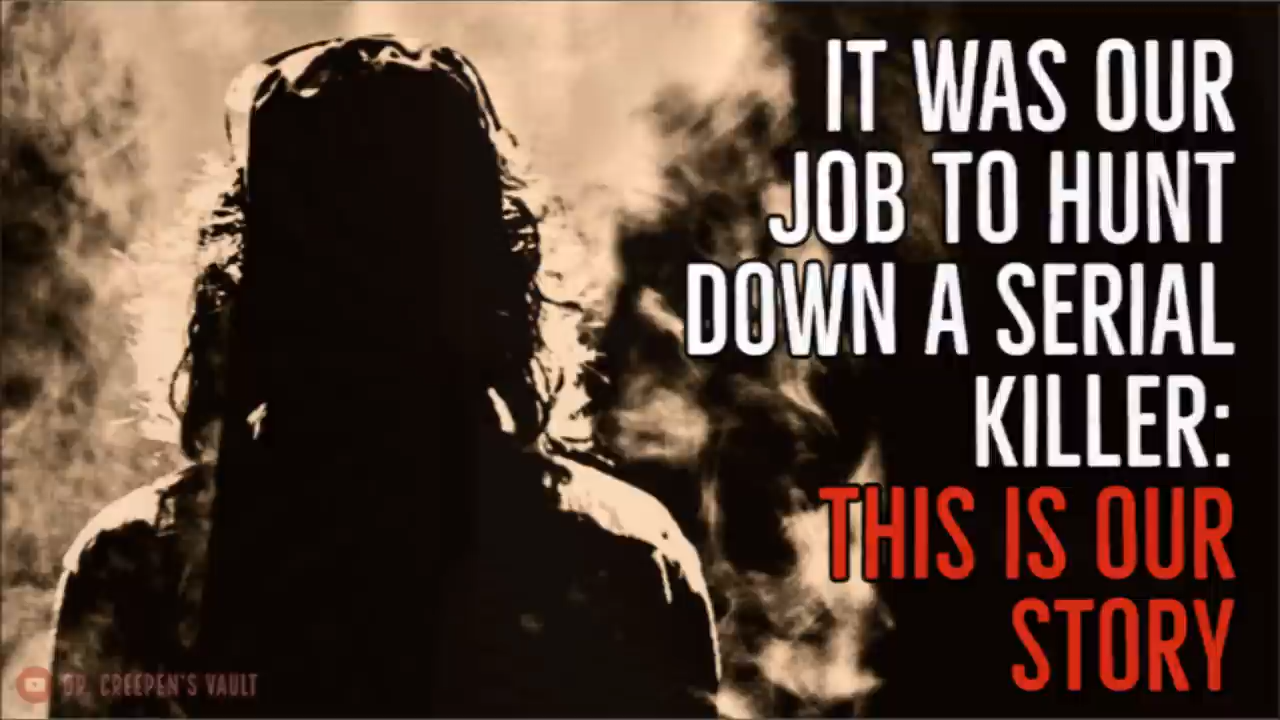 IT WAS OUR
JOB TO HUNT
DOWN A SERIAL
KILLER:
THIS IS OUR
STORY
DR. CREEPEN'S VAULT